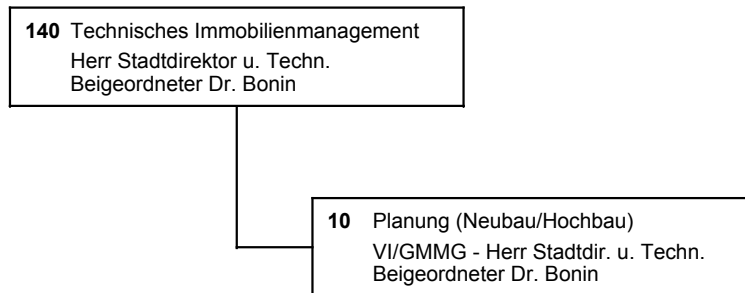 140 Technisches Immobilienmanagement
Herr Stadtdirektor u. Techn.
Beigeordneter Dr. Bonin
10 Planung (Neubau/Hochbau)
VI/GMMG - Herr Stadtdir. u. Techn.
Beigeordneter Dr. Bonin